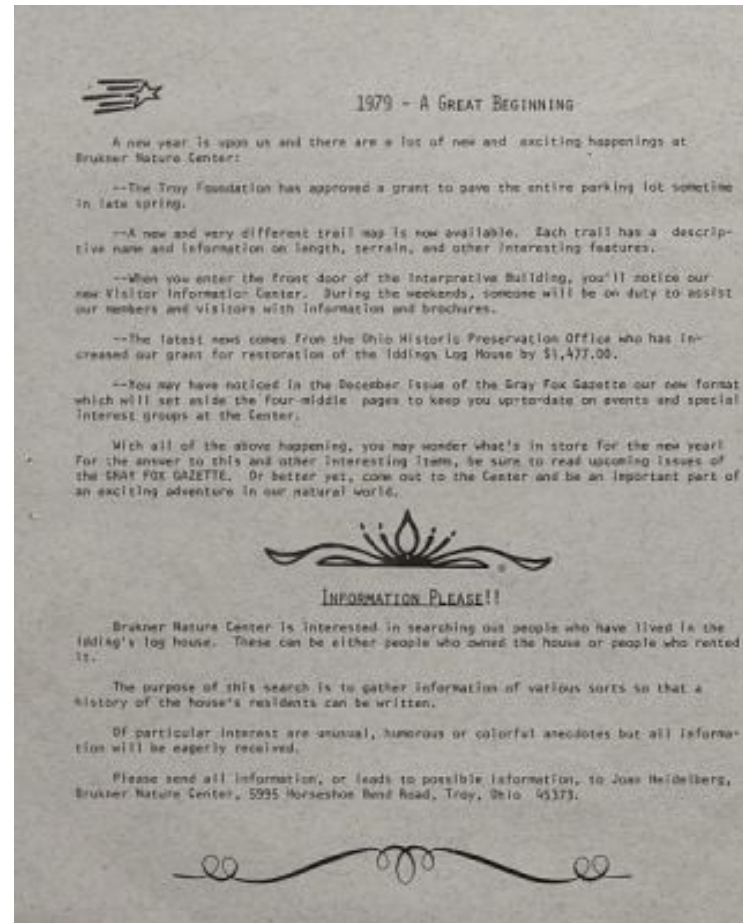 1979 - A GREAT BEGINNING
A new year is upon us and there are a lot of new and exciting happenings at
Brukner Nature Center:
--The Troy Foundation has approved a grant to pave the entire parking lot sometime
in late spring.
--A new and very different trail map is now available. Each trail has a descrip-
tive name and information on length, terrain, and other interesting features.
--When you enter the front door of the Interpretive Building, you'll notice our
new Visitor Information Center. During the weekends, someone will be on duty to assist
our members and visitors with information and brochures.
--The latest news comes from the Ohio Historic Preservation Office who has in-
creased our grant for restoration of the Iddings Log House by $1,477.00.
--You may have noticed in the December issue of the Gray Fox Gazette our new format
which will set aside the four-middle pages to keep you up-to-date on events and special
interest groups at the Center.
With all of the above happening, you may wonder what's in store for the new year!
For the answer to this and other interesting items, be sure to read upcoming issues of
the GRAY FOX GAZETTE. Or better yet, come out to the Center and be an important part of
an exciting adventure in our natural world.
INFORMATION PLEASE!!
Brukner Nature Center is interested in searching out people who have lived in the
Idding's log house. These can be either people who owned the house or people who rented
it.
The purpose of this search is to gather information of various sorts so that a
history of the house's residents can be written.
Of particular interest are unusual, humorous or colorful anecdotes but all informa-
tion will be eagerly received.
Please send all information, or leads to possible information, to Joan Heidelberg,
Brukner Nature Center, 5995 Horseshoe Bend Road, Troy, Ohio 45373.